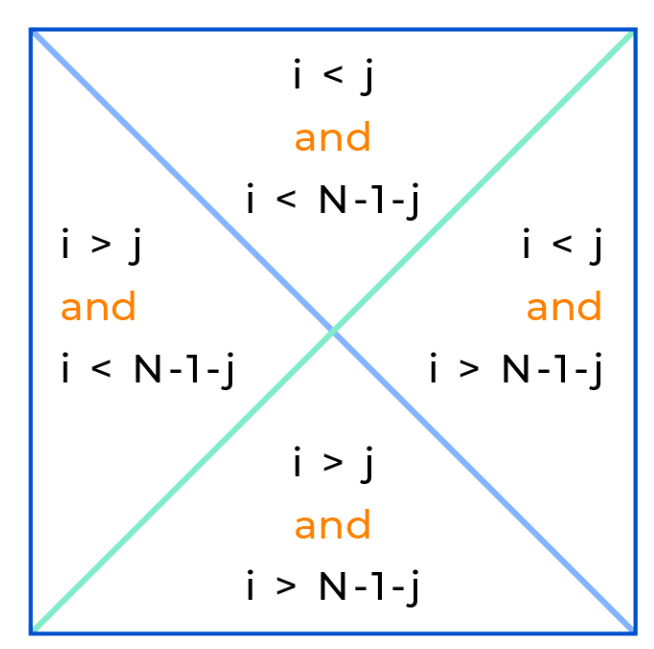 i < j
and
i < N-1-j
i > j
and
i < N-1-j
i < j
and
i > N-1-j
i > j
and
i > N-1-j